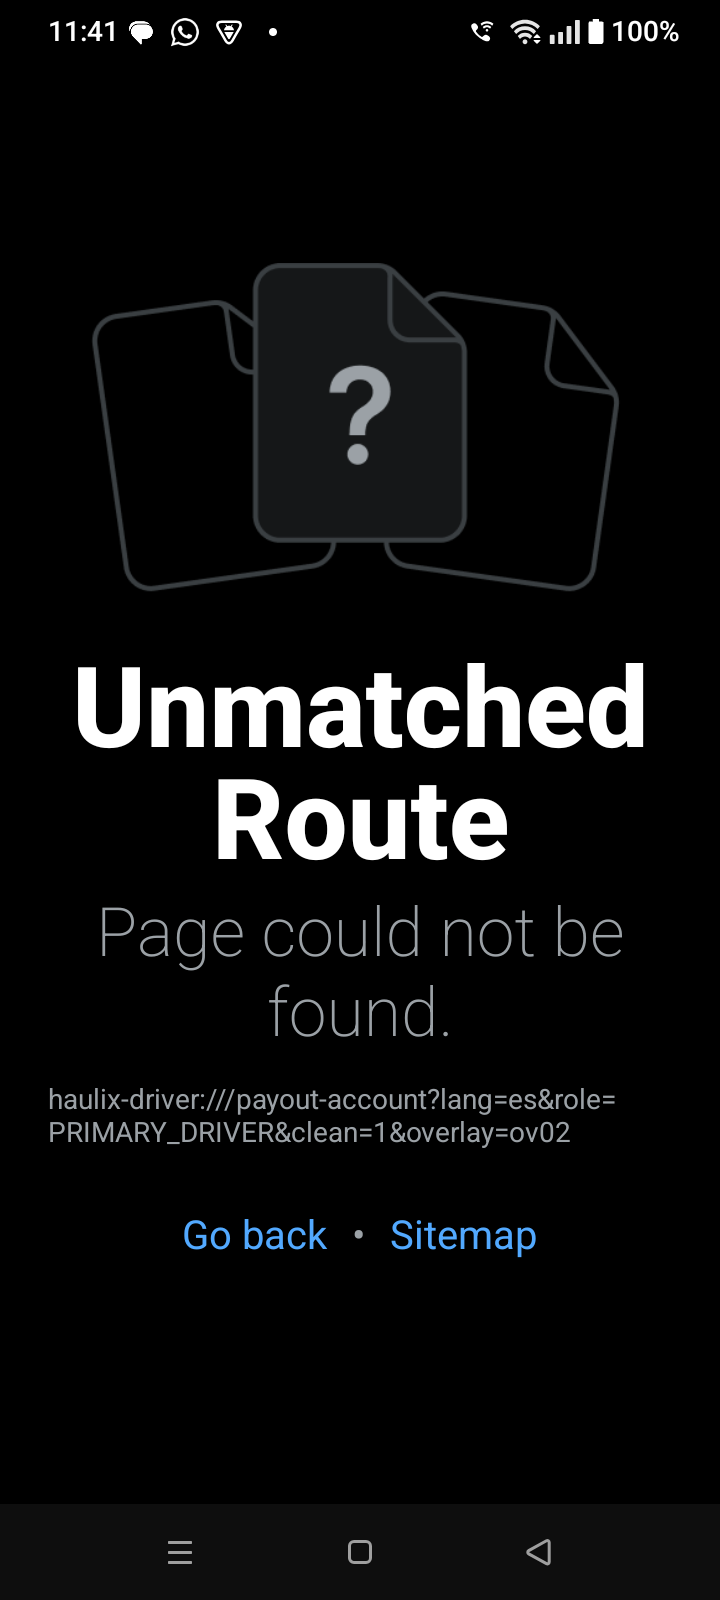 11:41
100%
?
Unmatched
Route
Page could not be
found.
haulix-driver:///payout-account?lang=es&role=
PRIMARY_DRIVER&clean=1&overlay=ov02
Go back • Sitemap